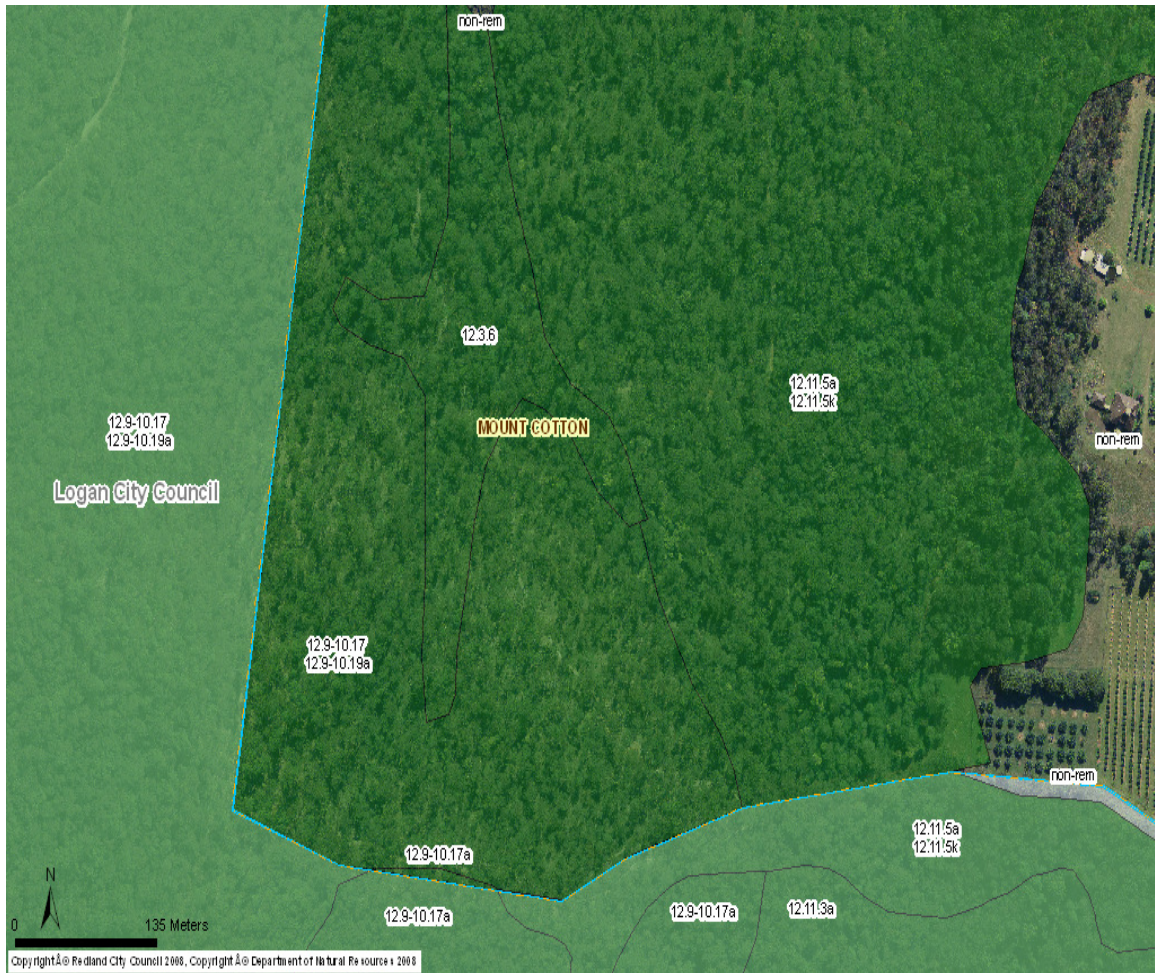 non-rem
12.3.6
12.11.5a
12.11.5k
12.9-10.17
12.9-10.19a
MOUNT COTTON
non-rem
Logan City Council
12.9-10.17
12.9-10.19a
non-rem
12.11.5a
12.11.5k
12.9-10.17a
12.9-10.17a
12.9-10.17a
12.11.3a
N
0 135 Meters
Copyright Â© Redland City Council 2008, Copyright Â© Department of Natural Resources 2008